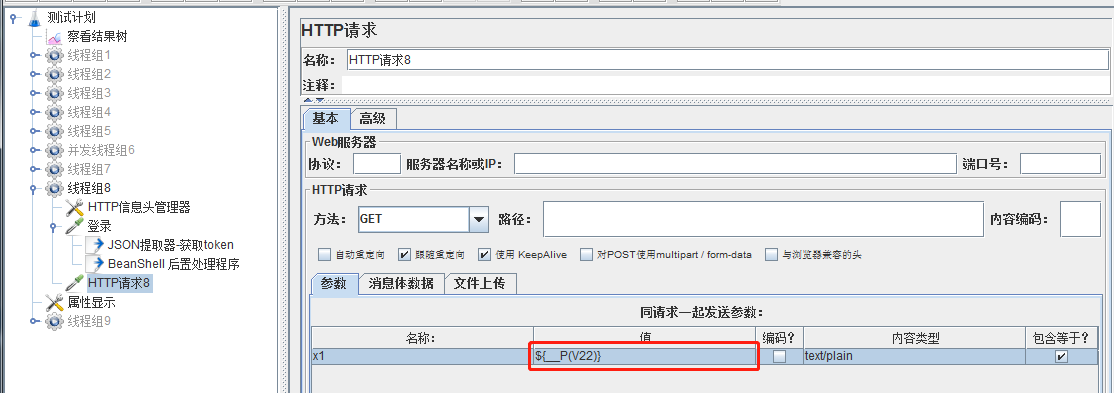 测试计划
察看结果树
线程组1
线程组2
线程组3
线程组4
线程组5
并发线程组6
线程组7
线程组8
HTTP信息头管理器
登录
JSON提取器-获取token
BeanShell 后置处理程序
HTTP请求8
属性显示
线程组9
HTTP请求
名称： HTTP请求8
注释：
基本 高级
Web服务器
协议： 服务器名称或IP： 端口号：
HTTP请求
方法： GET 路径： 内容编码：
自动重定向 跟随重定向 使用 KeepAlive 对POST使用multipart / form-data 与浏览器兼容的头
参数 消息体数据 文件上传
同请求一起发送参数：
名称： 值 编码？ 内容类型 包含等于？
x1 ${__P(V22)} text/plain